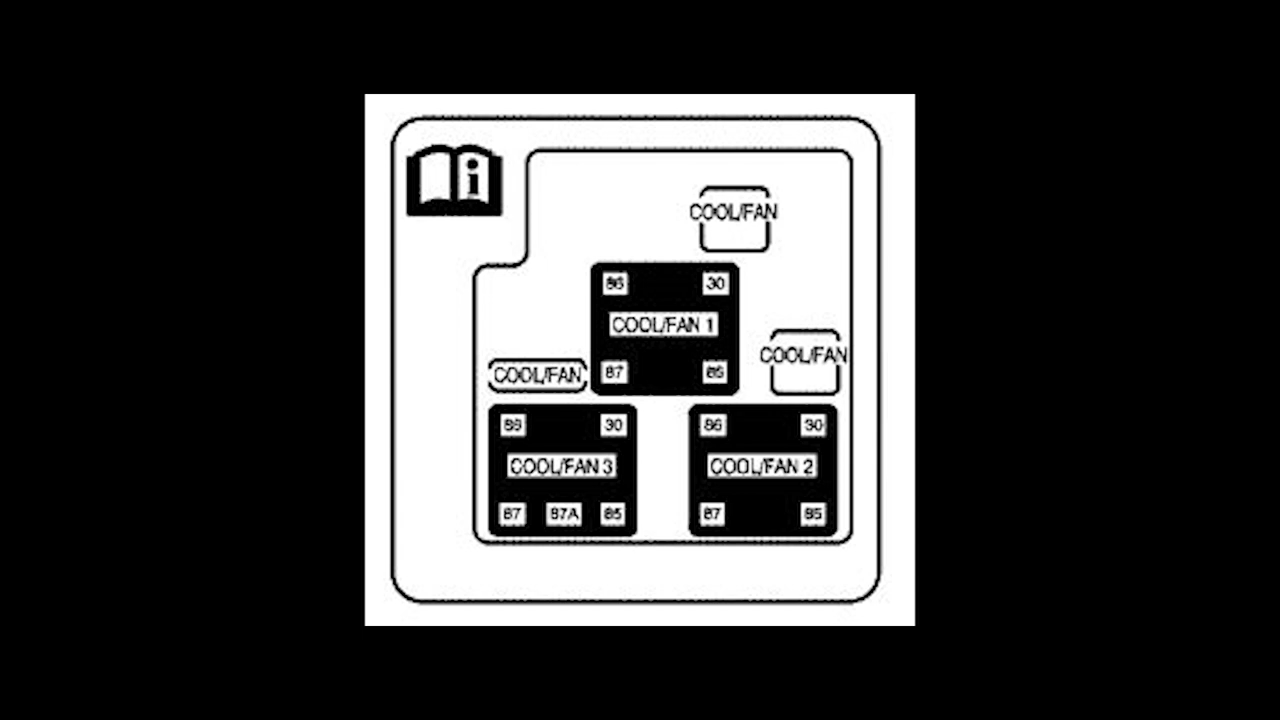 i
COOL/FAN
86 30
COOL/FAN 1
87 85
COOL/FAN
COOL/FAN
86 30
COOL/FAN 3
87 87A 85
86 30
COOL/FAN 2
87 85